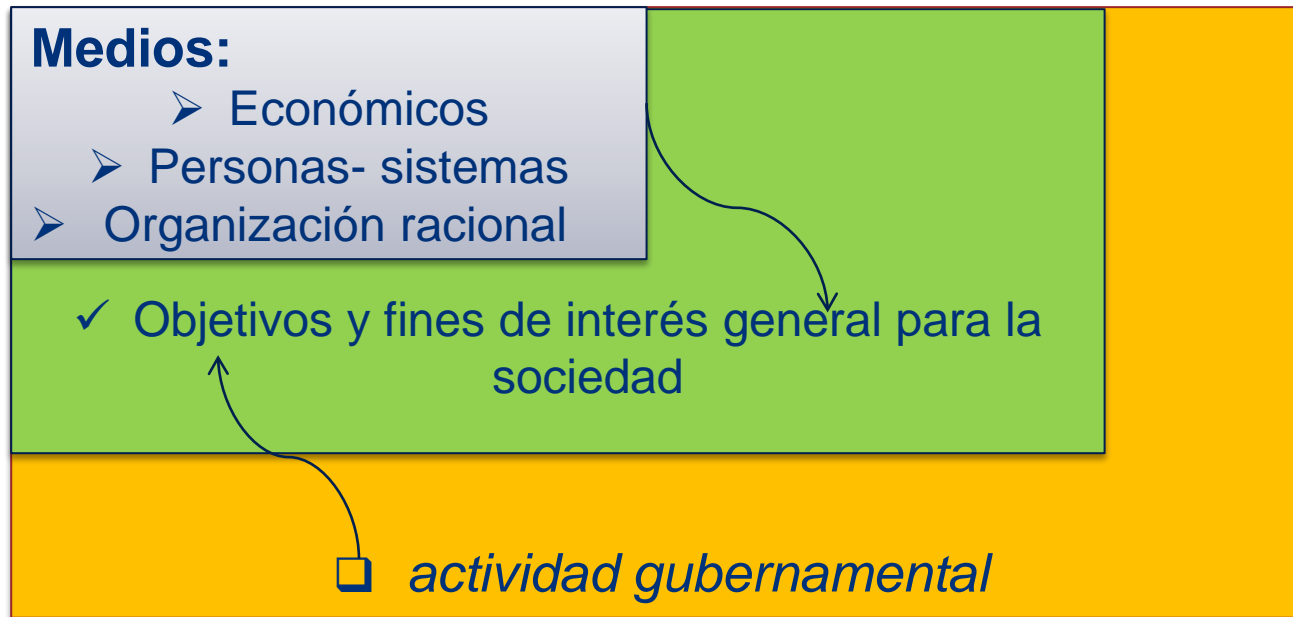 Medios:
➢ Económicos
➢ Personas- sistemas
➢ Organización racional
✓ Objetivos y fines de interés general para la
sociedad
❑ actividad gubernamental